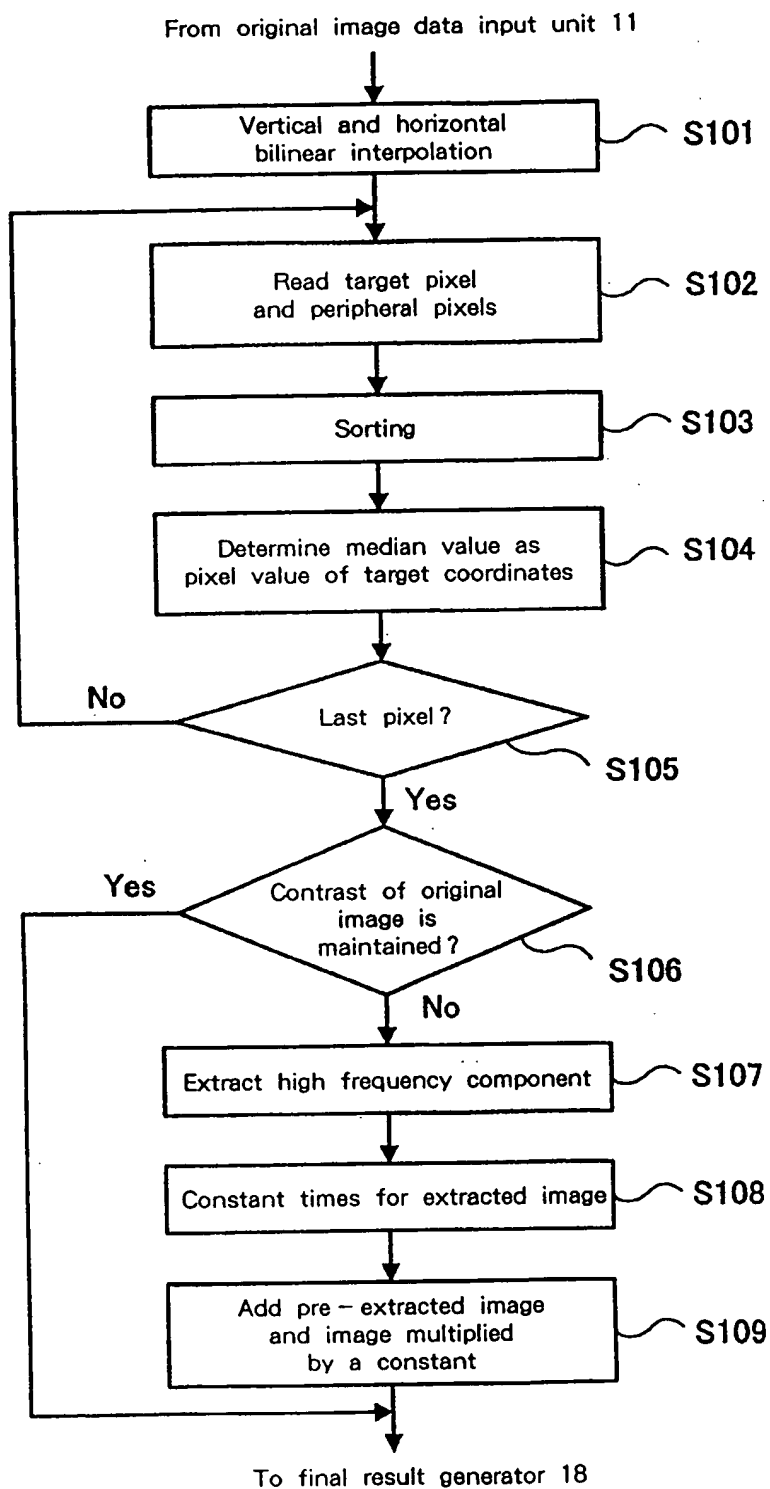 From original image data input unit 11
Vertical and horizontal
bilinear interpolation
S101
Read target pixel
and peripheral pixels
S102
Sorting
S103
Determine median value as
pixel value of target coordinates
S104
No
Last pixel?
S105
Yes
Yes
Contrast of original
image is
maintained?
S106
No
Extract high frequency component
S107
Constant times for extracted image
S108
Add pre-extracted image
and image multiplied
by a constant
S109
To final result generator 18